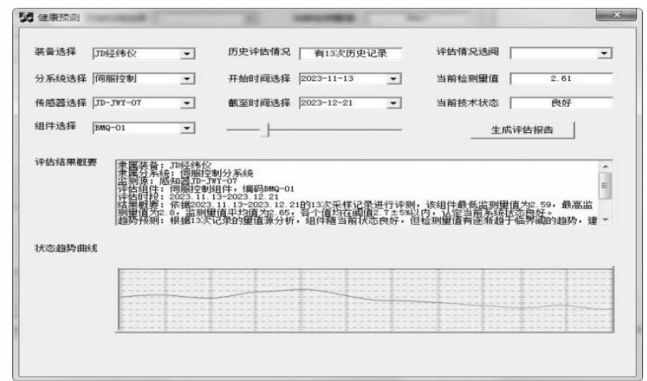 健康预测
装备选择 JD经纬仪 历史评估情况 有13次历史记录 评估情况选阅
分系统选择 伺服控制 开始时间选择 2023-11-13 当前检测量值 2.61
传感器选择 JD-JWY-07 截至时间选择 2023-12-21 当前技术状态 良好
组件选择 BMQ-01 生成评估报告
评估结果概要
隶属装备：JD经纬仪
隶属分系统：伺服控制分系统
监测源：感知器JD-JWY-07
评估组件：伺服控制组件，编码BMQ-01
评估时段：2023.11.13-2023.12.21
结果概要：依据2023.11.13-2023.12.21的13次采样记录进行评测，该组件最低监测量值为2.59，最高监
测量值为2.8，监测量值平均值为2.65，各个值均在阈值2.7±5%以内，认定当前系统状态良好。
趋势预测：根据13次记录的量值源分析，组件随当前状态良好，但检测量值有逐渐趋于临界阈的趋势，建
状态趋势曲线